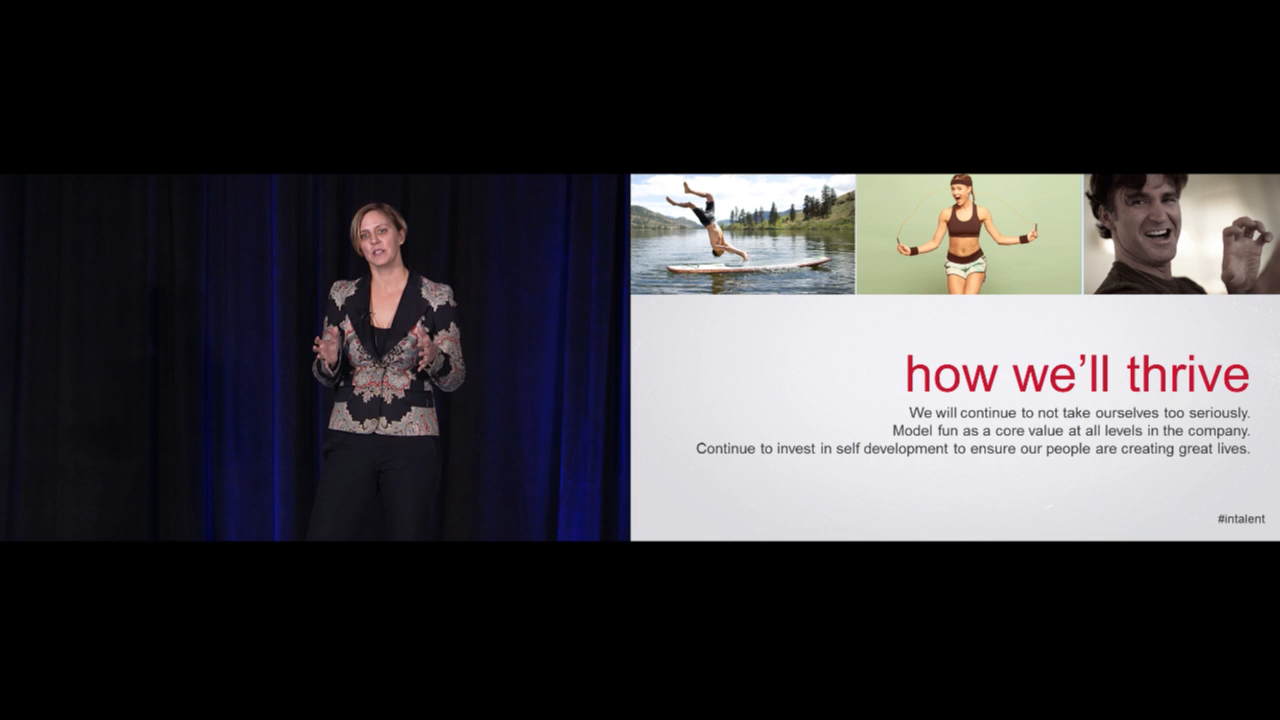 how we’ll thrive
We will continue to not take ourselves too seriously.
Model fun as a core value at all levels in the company.
Continue to invest in self development to ensure our people are creating great lives.
#intalent